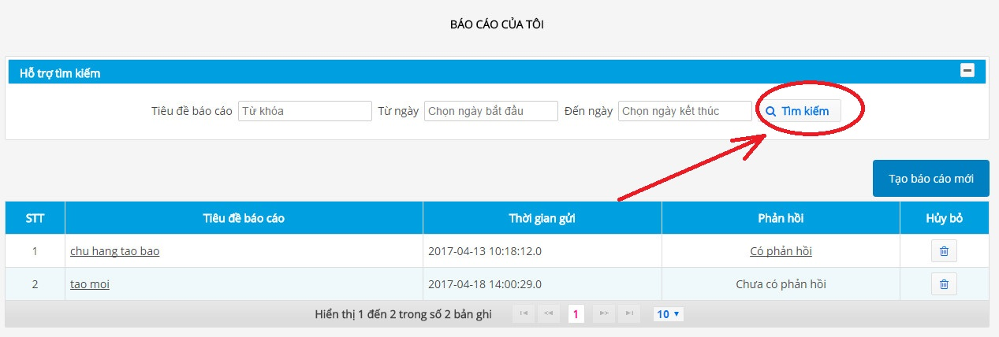 BÁO CÁO CỦA TÔI
Hỗ trợ tìm kiếm
Tiêu đề báo cáo Từ khóa Từ ngày Chọn ngày bắt đầu Đến ngày Chọn ngày kết thúc Tìm kiếm
Tạo báo cáo mới
STT Tiêu đề báo cáo Thời gian gửi Phản hồi Hủy bỏ
1 chu hang tao bao 2017-04-13 10:18:12.0 Có phản hồi
2 tao moi 2017-04-18 14:00:29.0 Chưa có phản hồi
Hiển thị 1 đến 2 trong số 2 bản ghi 1 10